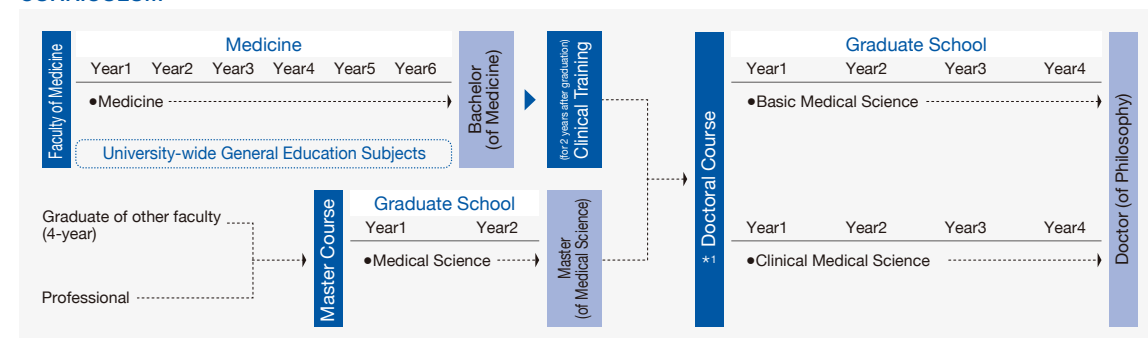 Faculty of Medicine
Medicine
Year1 Year2 Year3 Year4 Year5 Year6
●Medicine
University-wide General Education Subjects
Bachelor
(of Medicine)
(for 2 years after graduation)
Clinical Training
Graduate of other faculty
(4-year)
Professional
Master Course
Graduate School
Year1 Year2
●Medical Science
Master
(of Medical Science)
*1 Doctoral Course
Graduate School
Year1 Year2 Year3 Year4
●Basic Medical Science
Year1 Year2 Year3 Year4
●Clinical Medical Science
Doctor (of Philosophy)